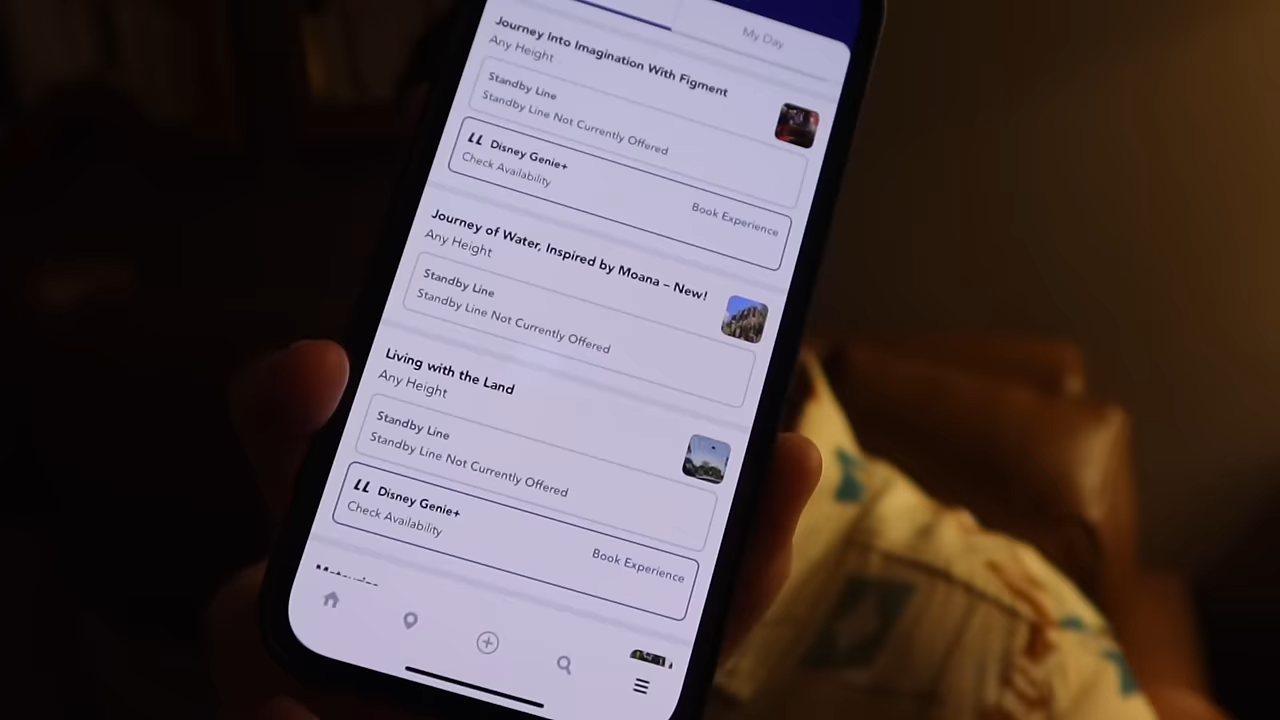 My Day
Journey Into Imagination With Figment
Any Height
Standby Line
Standby Line Not Currently Offered
LL Disney Genie+
Check Availability
Book Experience
Journey of Water, Inspired by Moana – New!
Any Height
Standby Line
Standby Line Not Currently Offered
Living with the Land
Any Height
Standby Line
Standby Line Not Currently Offered
LL Disney Genie+
Check Availability
Book Experience